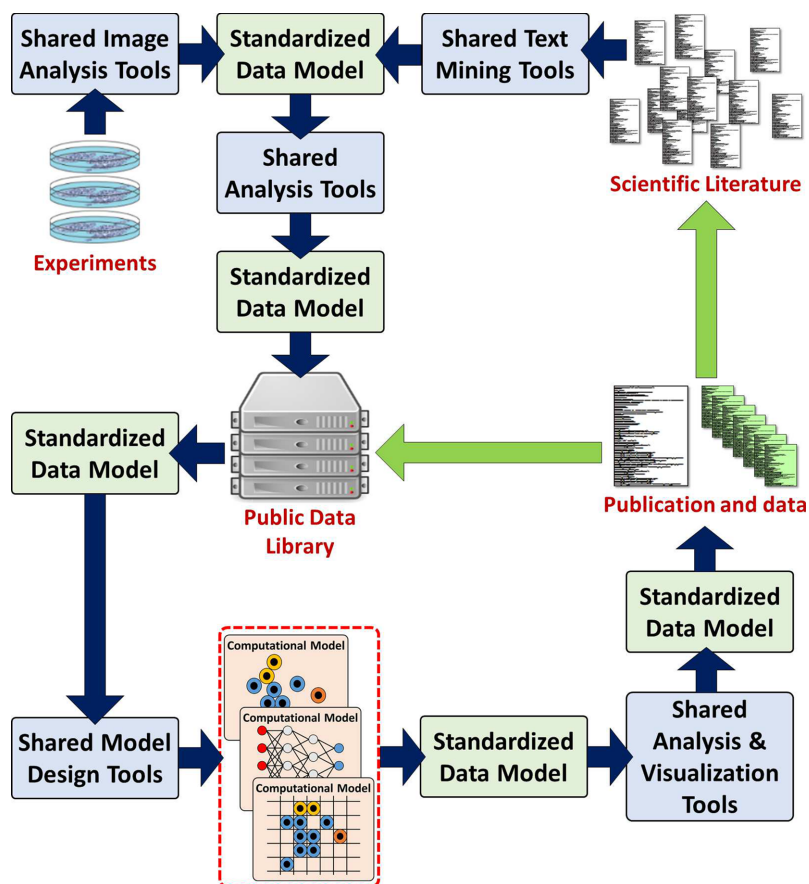 Shared Image
Analysis Tools
Standardized
Data Model
Shared Text
Mining Tools
Scientific Literature
Shared
Analysis Tools
Experiments
Standardized
Data Model
Standardized
Data Model
Public Data
Library
Publication and data
Standardized
Data Model
Computational Model
Computational Model
Computational Model
Shared Model
Design Tools
Standardized
Data Model
Shared
Analysis &
Visualization
Tools